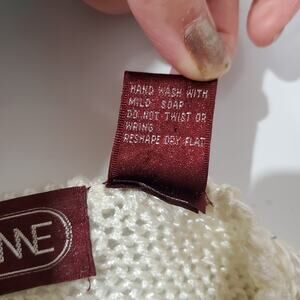 HAND WASH WITH
MILD SOAP
DO NOT TWIST OR
WRING
RESHAPE DRY FLAT